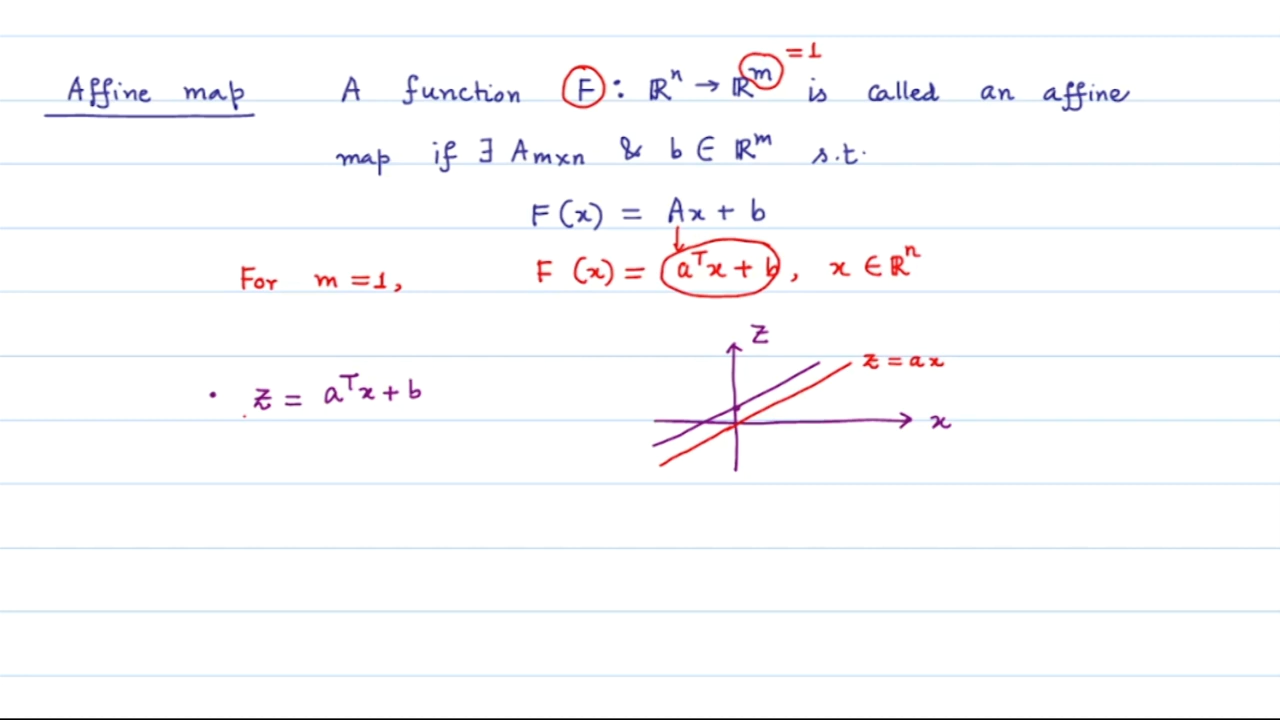 Affine map A function F : ℝⁿ → ℝᵐ =1 is called an affine
map if ∃ Aₘₓₙ & b ∈ ℝᵐ s.t.
F(x) = Ax + b
For m = 1, F (x) = aᵀx + b, x ∈ ℝⁿ
z
z = ax
• z = aᵀx + b
x